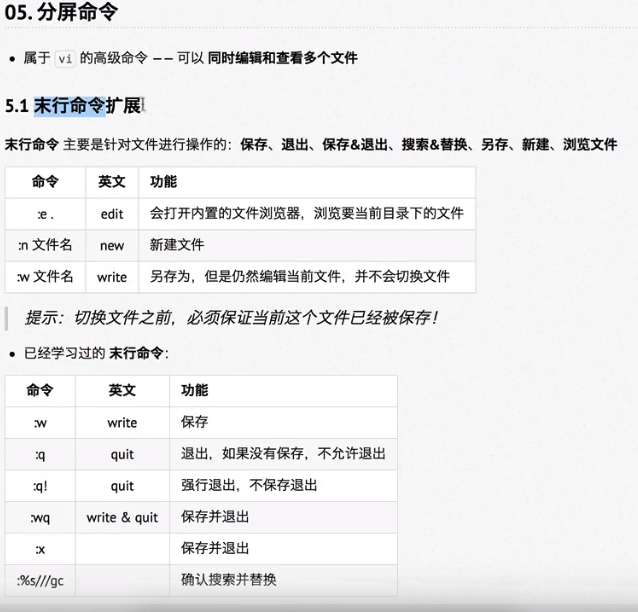 05. 分屏命令
• 属于 vi 的高级命令 —— 可以 同时编辑和查看多个文件
5.1 末行命令扩展
末行命令 主要是针对文件进行操作的：保存、退出、保存&退出、搜索&替换、另存、新建、浏览文件
命令 英文 功能
:e . edit 会打开内置的文件浏览器，浏览要当前目录下的文件
:n 文件名 new 新建文件
:w 文件名 write 另存为，但是仍然编辑当前文件，并不会切换文件
提示：切换文件之前，必须保证当前这个文件已经被保存！
• 已经学习过的 末行命令：
命令 英文 功能
:w write 保存
:q quit 退出，如果没有保存，不允许退出
:q! quit 强行退出，不保存退出
:wq write & quit 保存并退出
:x 保存并退出
:%s///gc 确认搜索并替换